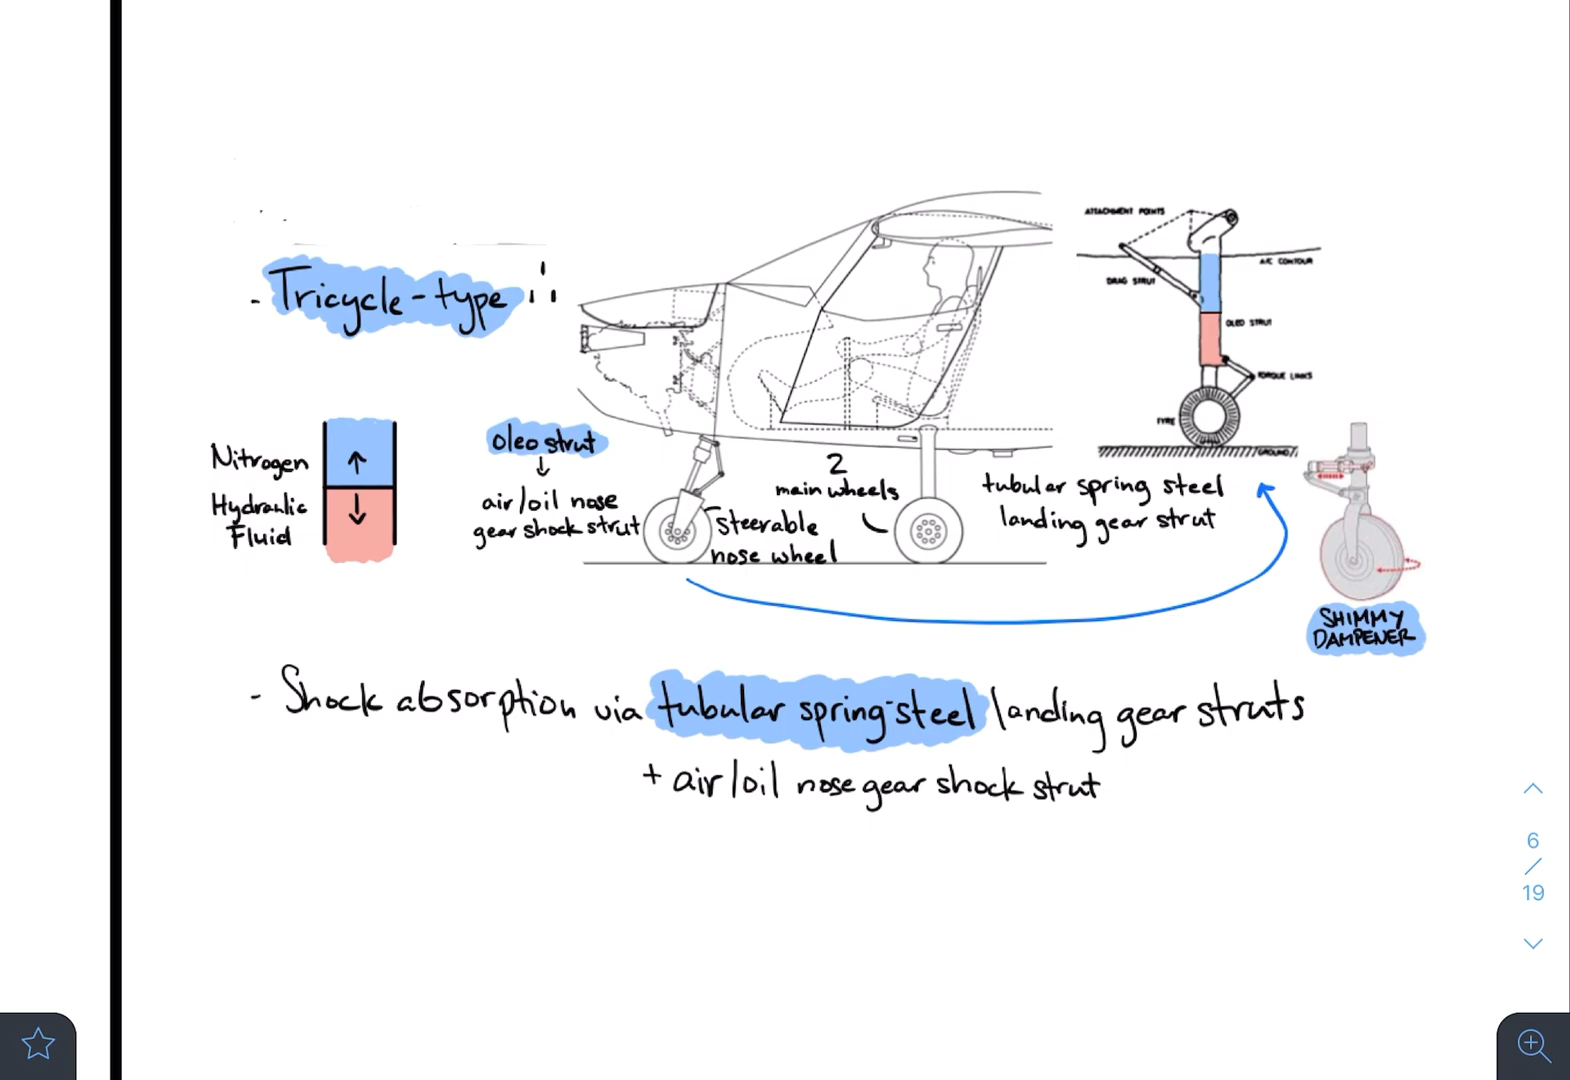 - Tricycle-type
ATTACHMENT POINTS
A/C CONTOUR
DRAG STRUT
OLEO STRUT
TORQUE LINKS
TYRE
GROUND
Nitrogen
Hydraulic
Fluid
oleo strut
air/oil nose
gear shock strut
steerable
nose wheel
2
main wheels
tubular spring steel
landing gear strut
SHIMMY
DAMPENER
- Shock absorption via tubular spring-steel landing gear struts
+ air/oil nose gear shock strut
6
/
19